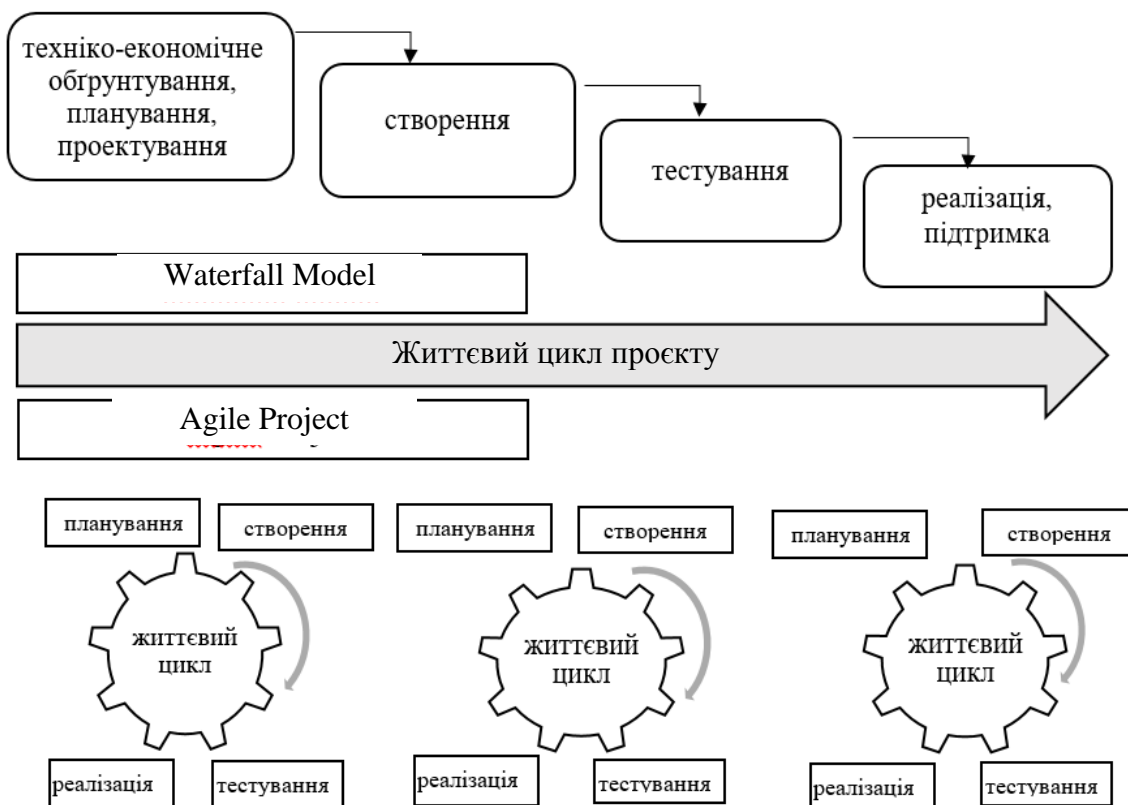 техніко-економічне
обґрунтування,
планування,
проектування
створення
тестування
реалізація,
підтримка
Waterfall Model
Життєвий цикл проєкту
Agile Project
планування
створення
життєвий
цикл
реалізація
тестування
планування
створення
життєвий
цикл
реалізація
тестування
планування
створення
життєвий
цикл
реалізація
тестування